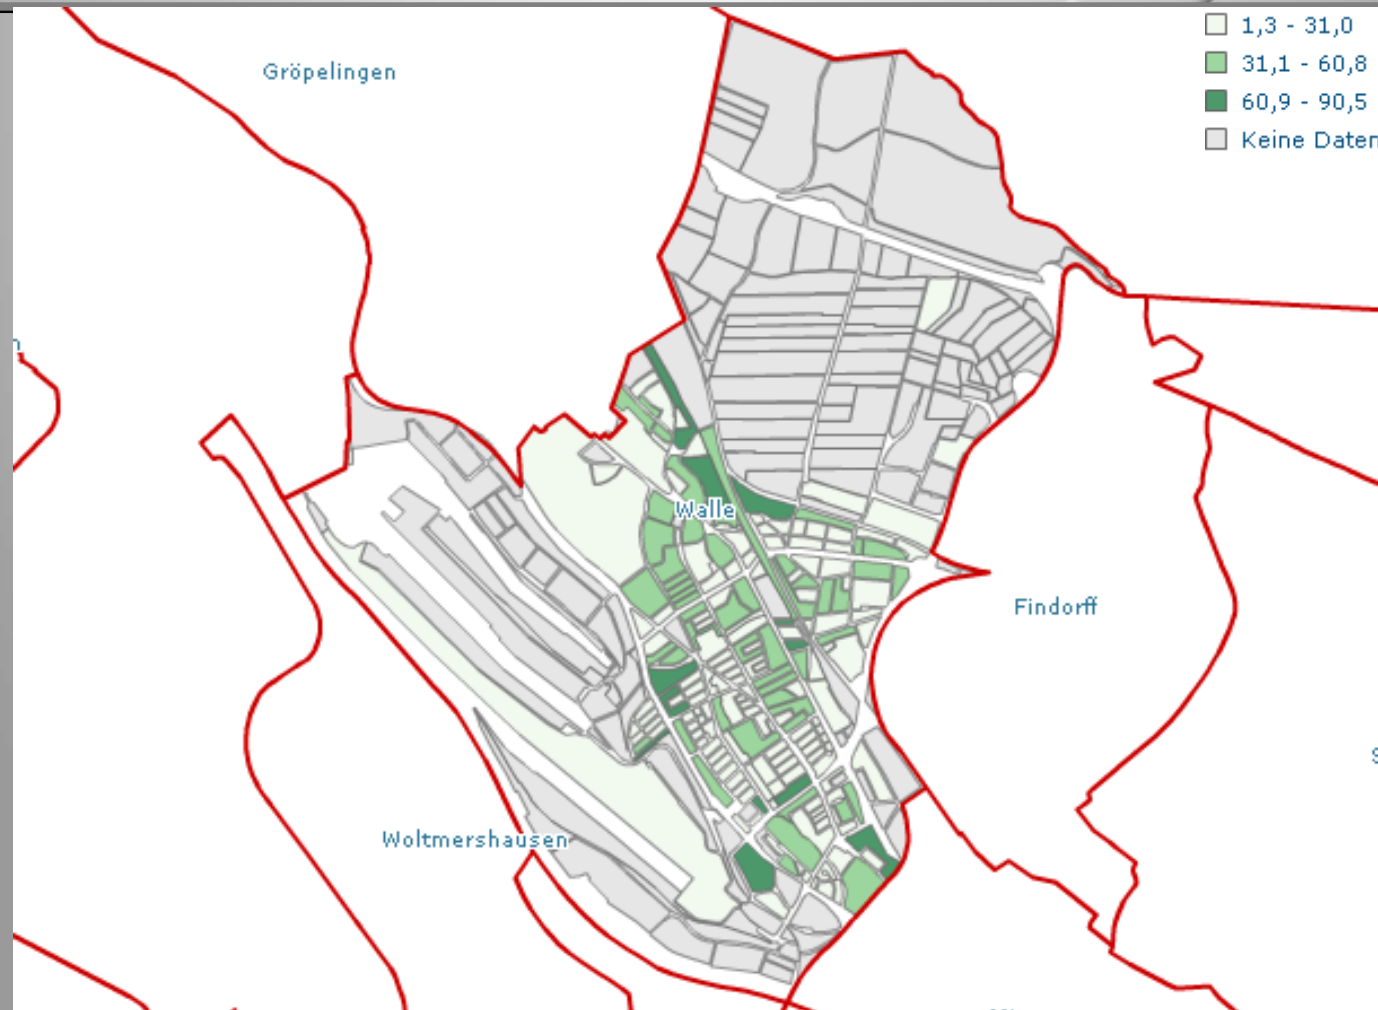 1,3 - 31,0
Gröpelingen
31,1 - 60,8
60,9 - 90,5
Keine Daten
Walle
Findorff
Woltmershausen